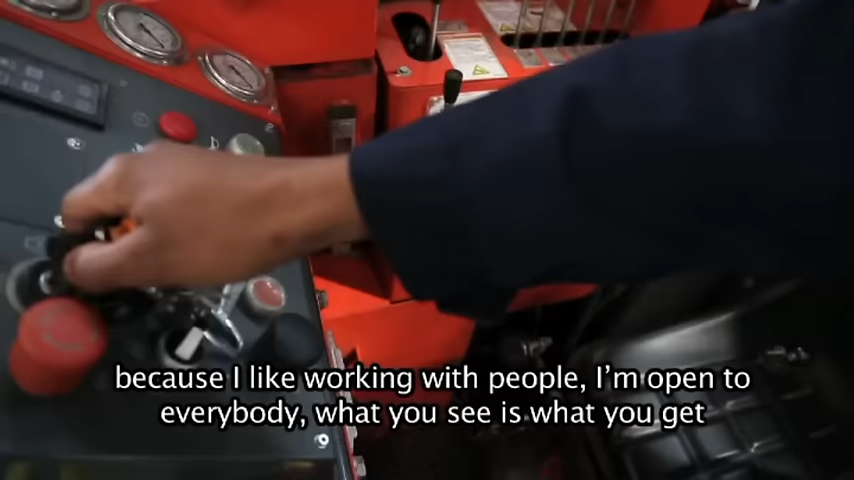 because I like working with people, I'm open to
everybody, what you see is what you get